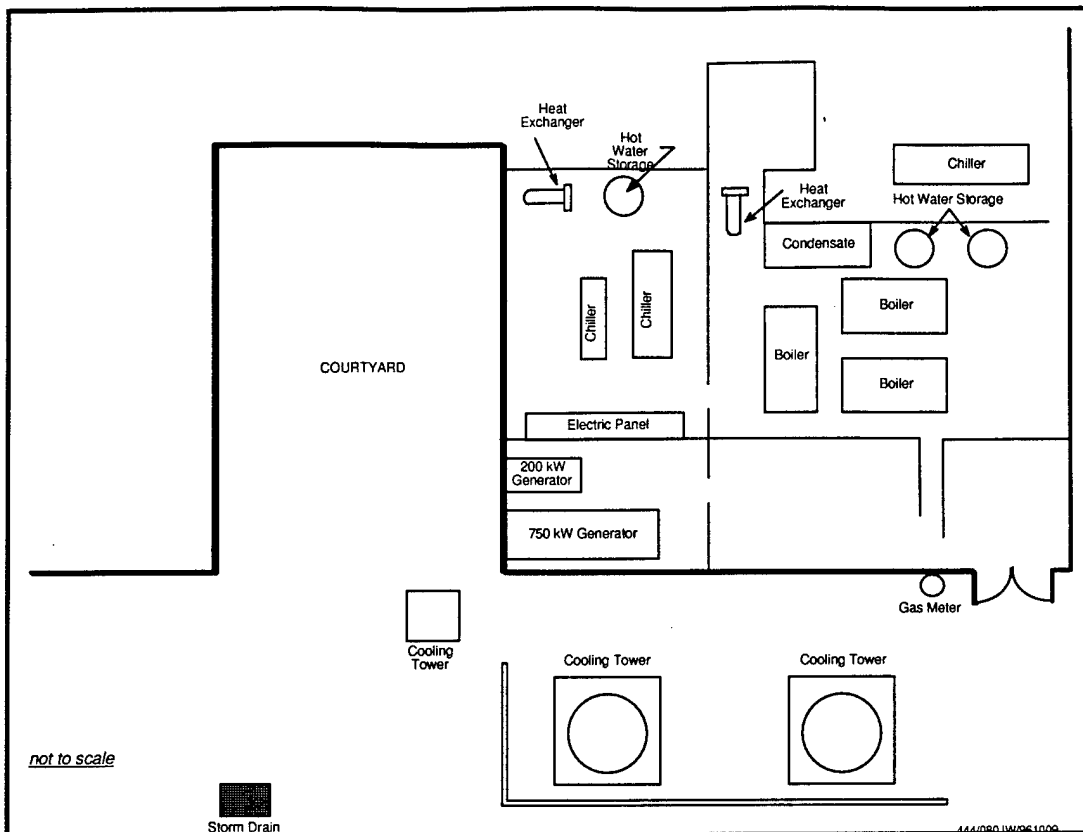 Heat
Exchanger
Hot
Water
Storage
Chiller
Heat
Exchanger
Hot Water Storage
Condensate
Boiler
Chiller
Chiller
Boiler
Boiler
COURTYARD
Electric Panel
200 kW
Generator
750 kW Generator
Gas Meter
Cooling
Tower
Cooling Tower
Cooling Tower
not to scale
Storm Drain